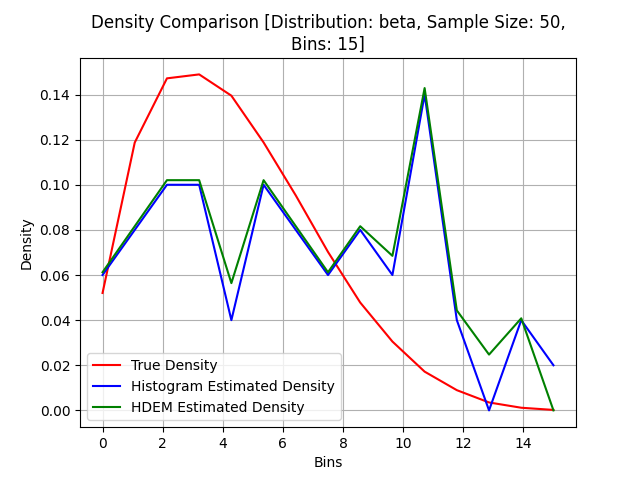 Density Comparison [Distribution: beta, Sample Size: 50,
Bins: 15]
Density
0.14
0.12
0.10
0.08
0.06
0.04
0.02
0.00
True Density
Histogram Estimated Density
HDEM Estimated Density
0 2 4 6 8 10 12 14
Bins